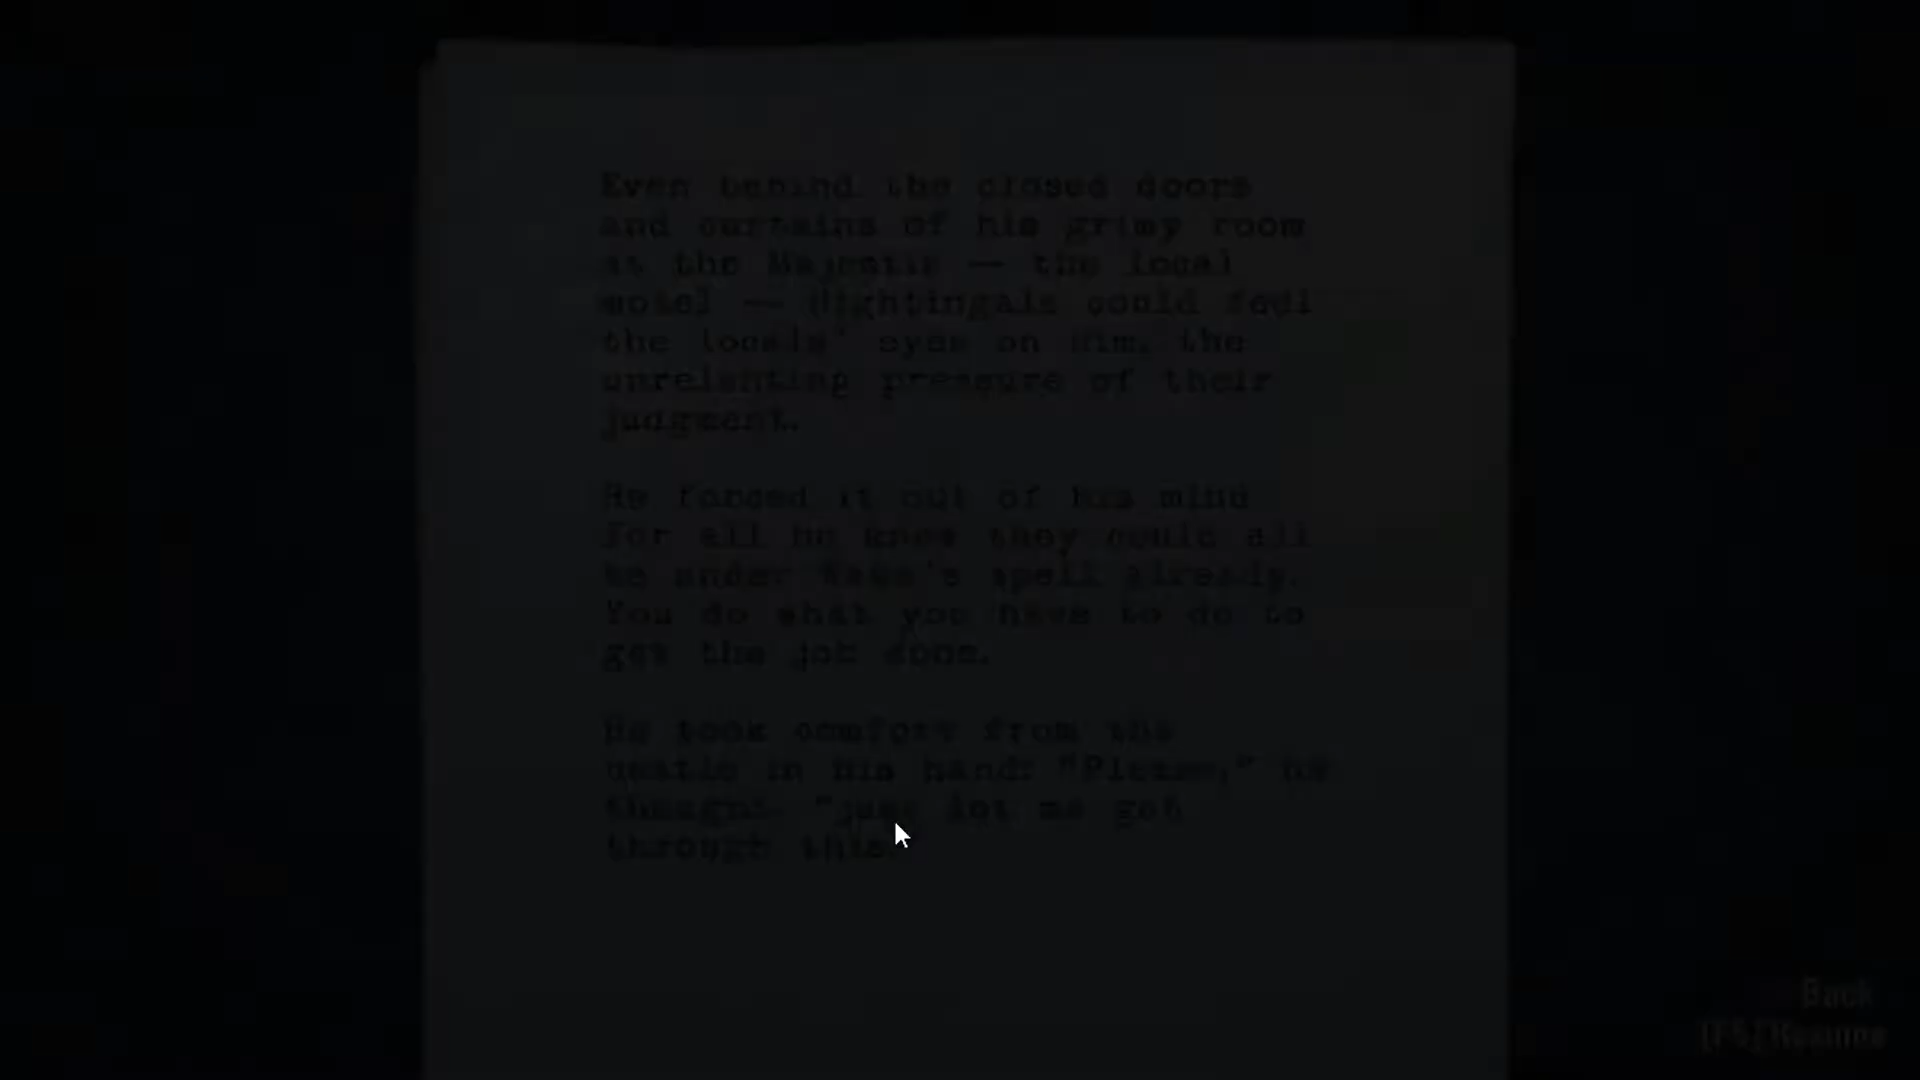 Even behind the closed doors
and curtains of his grimy room
at the Majestic — the local
motel — Nightingale could feel
the locals' eyes on him, the
unrelenting pressure of their
judgment.
He forced it out of his mind
For all he knew they could all
be under Wake's spell already.
You do what you have to do to
get the job done.
He took comfort from the
in his hand: "Please," he
thought. "just let me get
through this
Back
Resume